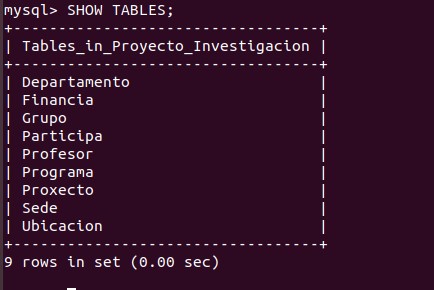 mysql> SHOW TABLES;
+----------------------------------+
| Tables_in_Proyecto_Investigacion |
+----------------------------------+
| Departamento                     |
| Financia                         |
| Grupo                            |
| Participa                        |
| Profesor                         |
| Programa                         |
| Proxecto                         |
| Sede                             |
| Ubicacion                        |
+----------------------------------+
9 rows in set (0.00 sec)